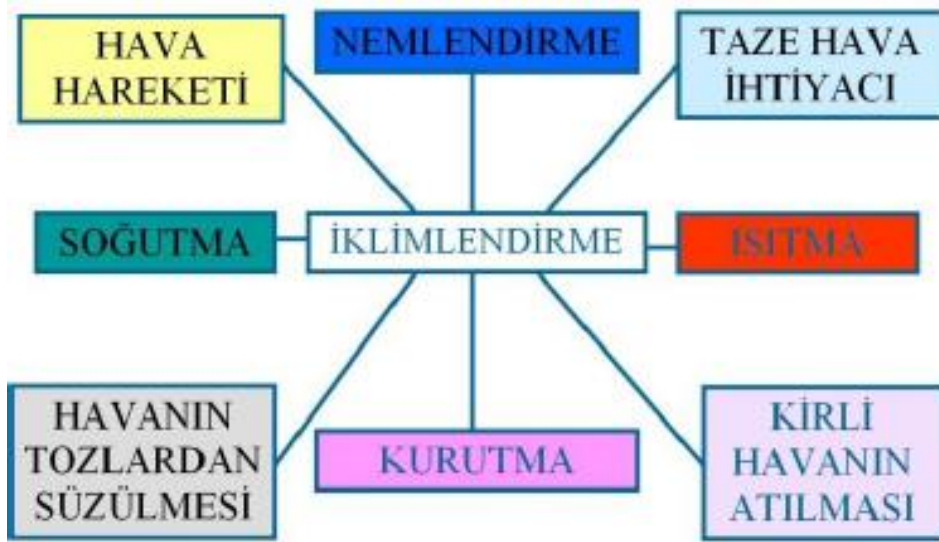 HAVA
HAREKETİ
NEMLENDİRME
TAZE HAVA
İHTİYACI
SOĞUTMA
İKLİMLENDİRME
ISITMA
HAVANIN
TOZLARDAN
SÜZÜLMESİ
KURUTMA
KİRLİ
HAVANIN
ATILMASI